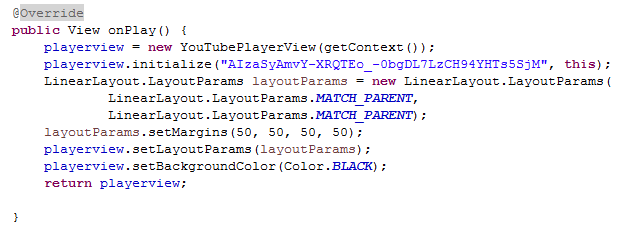 @Override
public View onPlay() {
    playerview = new YouTubePlayerView(getContext());
    playerview.initialize("AIzaSyAmvY-XRQTEo_-0bgDL7LzCH94YHTs5SjM", this);
    LinearLayout.LayoutParams layoutParams = new LinearLayout.LayoutParams(
            LinearLayout.LayoutParams.MATCH_PARENT,
            LinearLayout.LayoutParams.MATCH_PARENT);
    layoutParams.setMargins(50, 50, 50, 50);
    playerview.setLayoutParams(layoutParams);
    playerview.setBackgroundColor(Color.BLACK);
    return playerview;

}